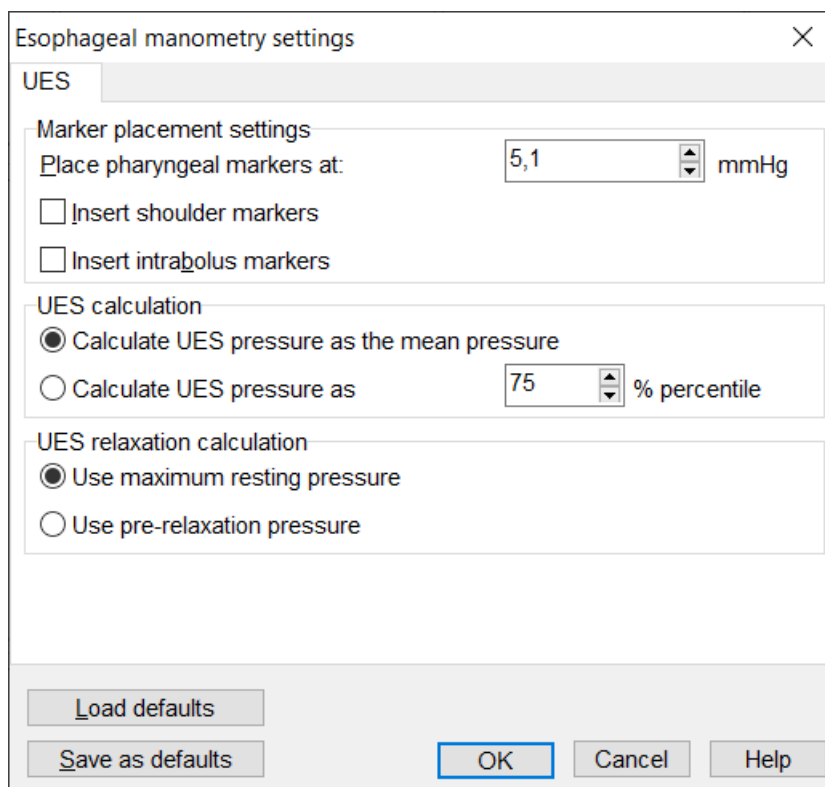 Esophageal manometry settings
UES
Marker placement settings
Place pharyngeal markers at: 5,1 mmHg
Insert shoulder markers
Insert intrabolus markers
UES calculation
Calculate UES pressure as the mean pressure
Calculate UES pressure as 75 % percentile
UES relaxation calculation
Use maximum resting pressure
Use pre-relaxation pressure
Load defaults
Save as defaults OK Cancel Help